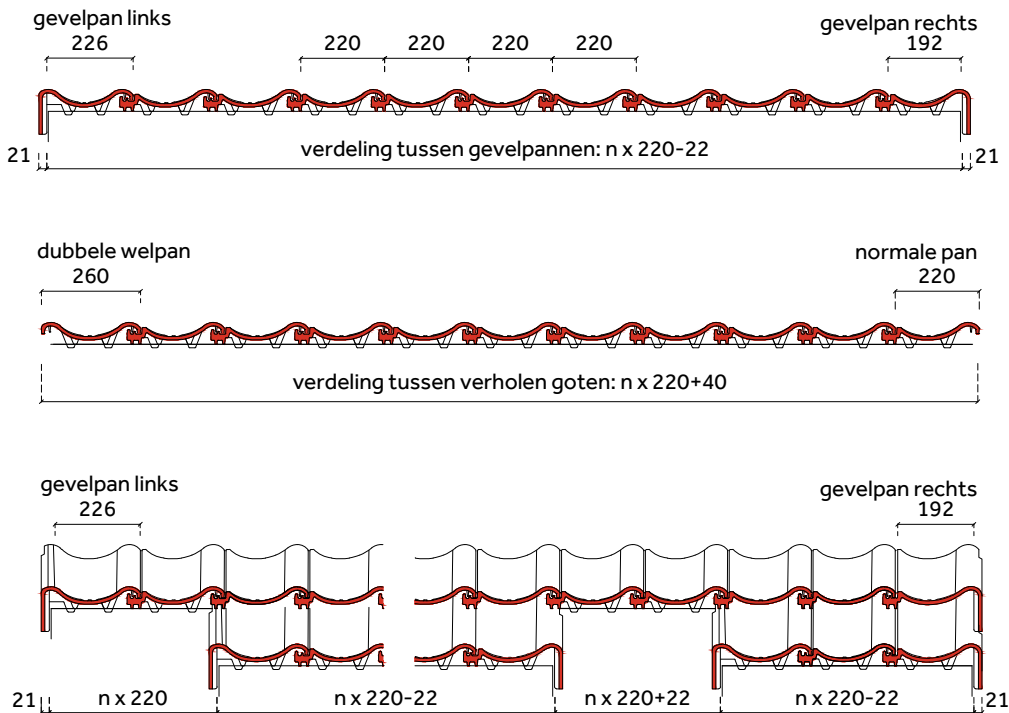 gevelpan links
gevelpan rechts
226
220
220
220
220
192
21
verdeling tussen gevelpannen: n x 220-22
21
dubbele welpan
normale pan
260
220
verdeling tussen verholen goten: n x 220+40
gevelpan links
gevelpan rechts
226
192
21
n x 220
n x 220-22
n x 220+22
n x 220-22
21